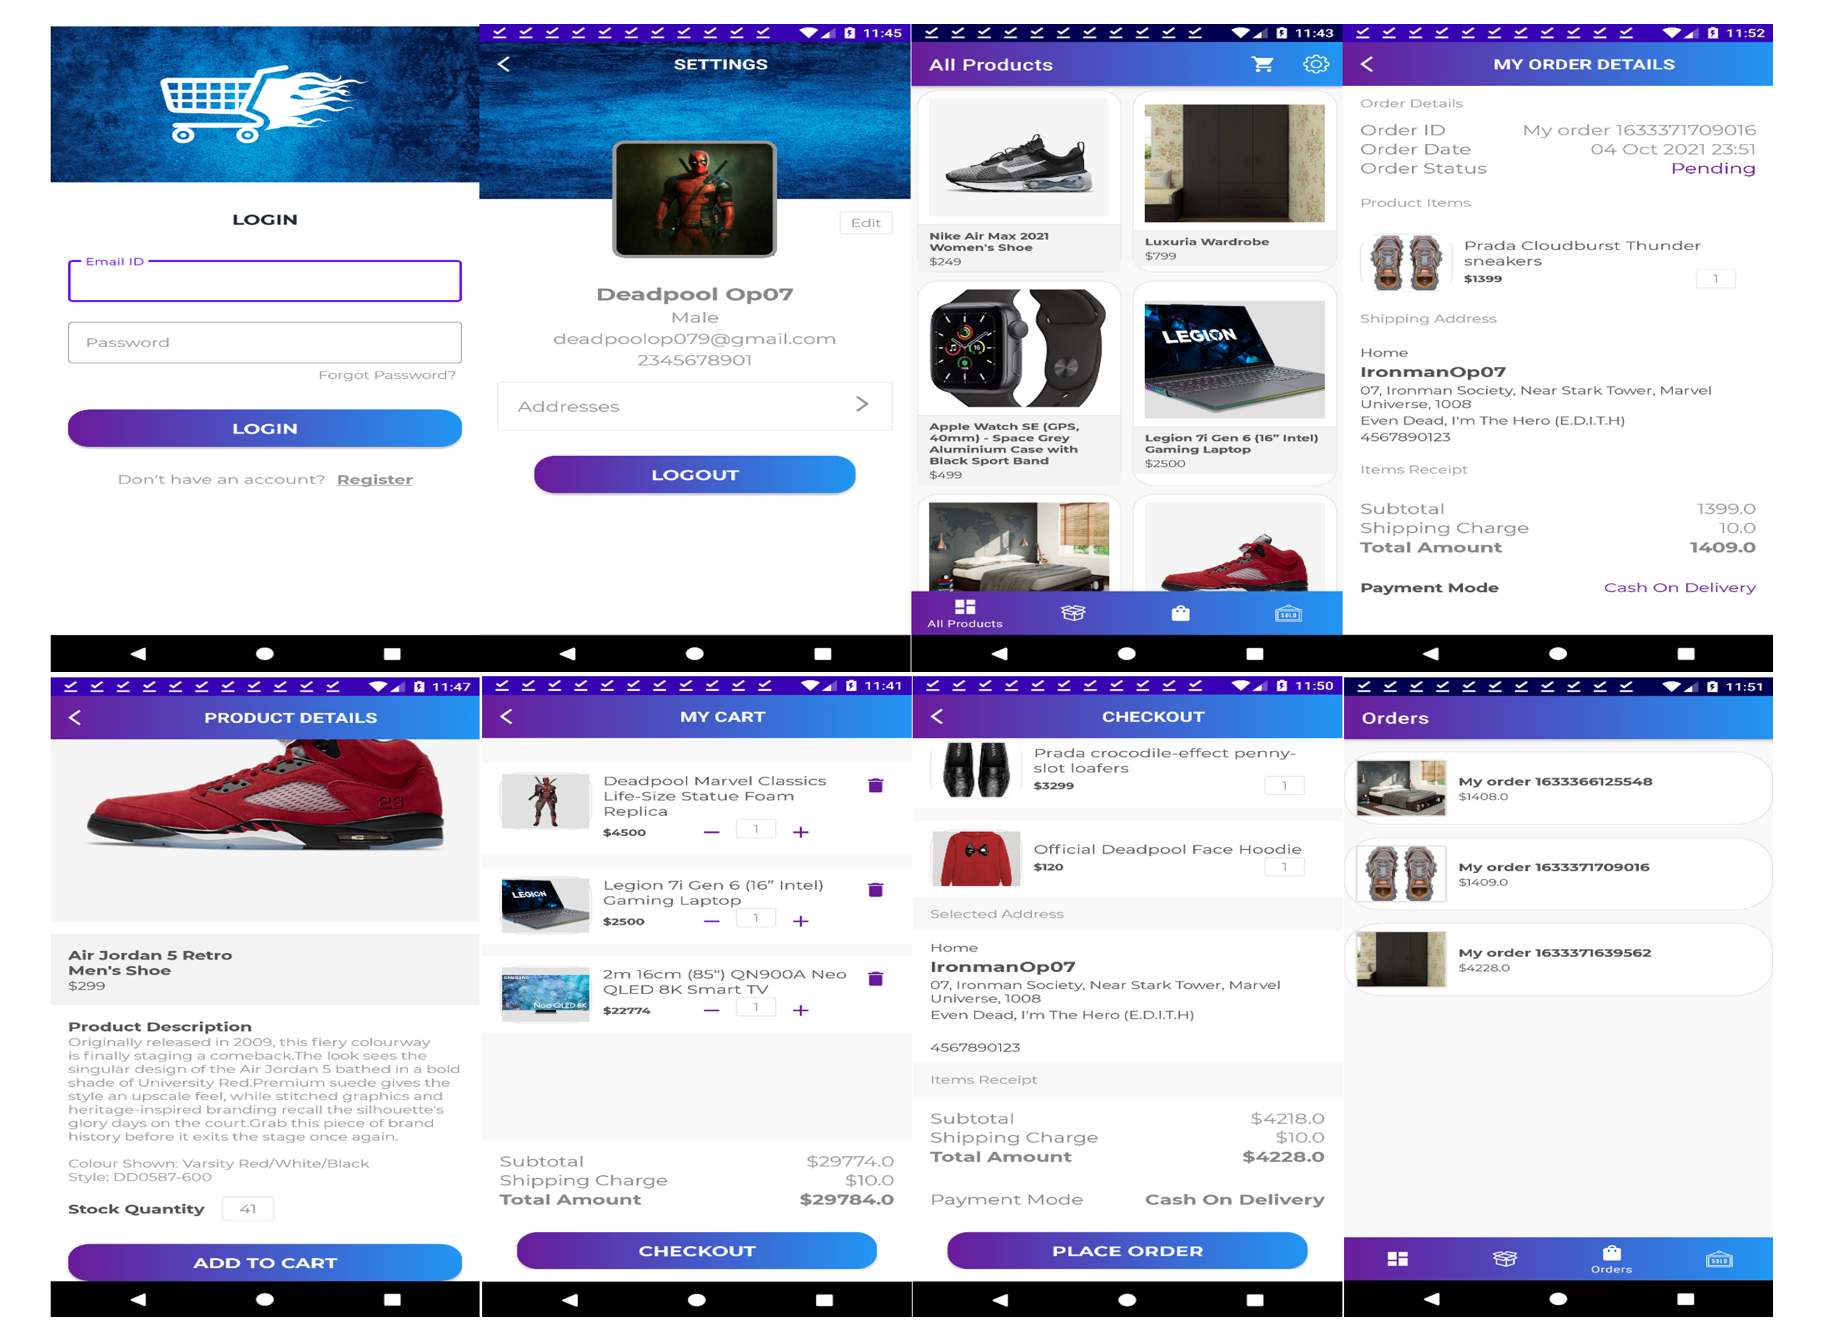 LOGIN
Email ID
Password
Forgot Password?
LOGIN
Don't have an account? Register
11:45
SETTINGS
Edit
Deadpool Op07
Male
deadpoolop079@gmail.com
2345678901
Addresses
LOGOUT
11:43
All Products
Nike Air Max 2021
Women's Shoe
$249
Luxuria Wardrobe
$799
Apple Watch SE (GPS,
40mm) - Space Grey
Aluminium Case with
Black Sport Band
$499
LEGION
Legion 7i Gen 6 (16” Intel)
Gaming Laptop
$2500
All Products
SOLD
11:52
MY ORDER DETAILS
Order Details
Order ID My order 1633371709016
Order Date 04 Oct 2021 23:51
Order Status Pending
Product Items
Prada Cloudburst Thunder
sneakers
$1399 1
Shipping Address
Home
IronmanOp07
07, Ironman Society, Near Stark Tower, Marvel
Universe, 1008
Even Dead, I'm The Hero (E.D.I.T.H)
4567890123
Items Receipt
Subtotal 1399.0
Shipping Charge 10.0
Total Amount 1409.0
Payment Mode Cash On Delivery
11:47
PRODUCT DETAILS
23
Air Jordan 5 Retro
Men's Shoe
$299
Product Description
Originally released in 2009, this fiery colourway
is finally staging a comeback.The look sees the
singular design of the Air Jordan 5 bathed in a bold
shade of University Red.Premium suede gives the
style an upscale feel, while stitched graphics and
heritage-inspired branding recall the silhouette's
glory days on the court.Grab this piece of brand
history before it exits the stage once again.
Colour Shown: Varsity Red/White/Black
Style: DD0587-600
Stock Quantity 41
ADD TO CART
11:41
MY CART
Deadpool Marvel Classics
Life-Size Statue Foam
Replica
$4500 1
LEGION
Legion 7i Gen 6 (16” Intel)
Gaming Laptop
$2500 1
SAMSUNG
Neo QLED 8K
2m 16cm (85") QN900A Neo
QLED 8K Smart TV
$22774 1
Subtotal $29774.0
Shipping Charge $10.0
Total Amount $29784.0
CHECKOUT
11:50
CHECKOUT
Prada crocodile-effect penny-
slot loafers
$3299 1
Official Deadpool Face Hoodie
$120 1
Selected Address
Home
IronmanOp07
07, Ironman Society, Near Stark Tower, Marvel
Universe, 1008
Even Dead, I'm The Hero (E.D.I.T.H)
4567890123
Items Receipt
Subtotal $4218.0
Shipping Charge $10.0
Total Amount $4228.0
Payment Mode Cash On Delivery
PLACE ORDER
11:51
Orders
My order 1633366125548
$1408.0
My order 1633371709016
$1409.0
My order 1633371639562
$4228.0
Orders
SOLD